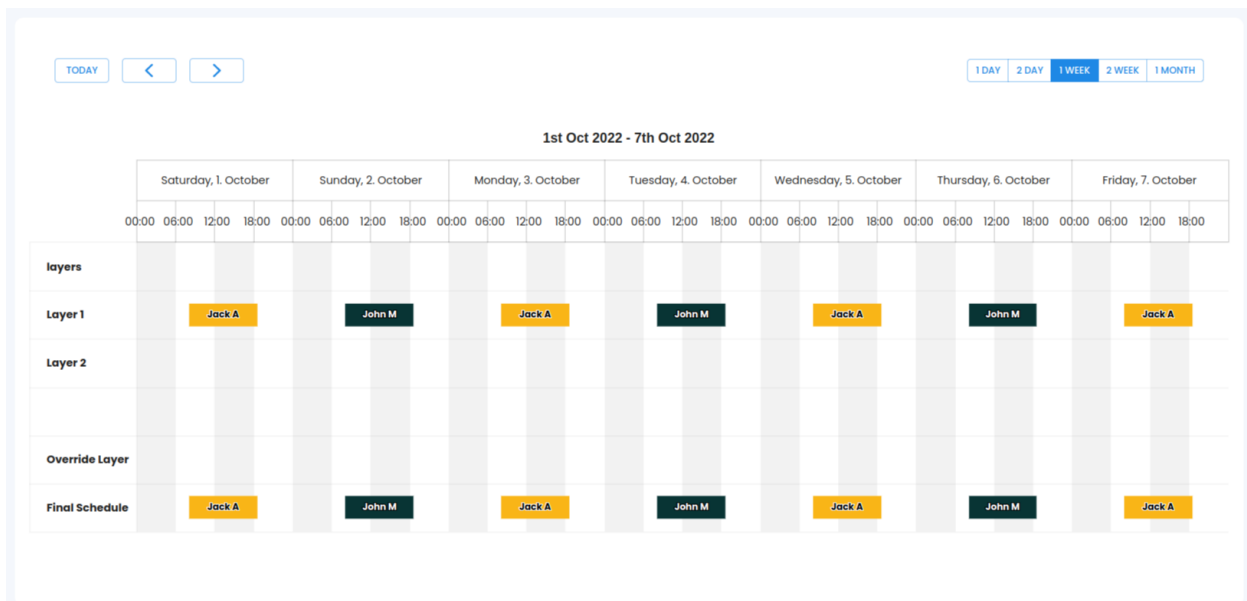 TODAY
1 DAY 2 DAY 1 WEEK 2 WEEK 1 MONTH
1st Oct 2022 - 7th Oct 2022
Saturday, 1. October Sunday, 2. October Monday, 3. October Tuesday, 4. October Wednesday, 5. October Thursday, 6. October Friday, 7. October
00:00 06:00 12:00 18:00 00:00 06:00 12:00 18:00 00:00 06:00 12:00 18:00 00:00 06:00 12:00 18:00 00:00 06:00 12:00 18:00 00:00 06:00 12:00 18:00 00:00 06:00 12:00 18:00
layers
Layer 1 Jack A John M Jack A John M Jack A John M Jack A
Layer 2
Override Layer
Final Schedule Jack A John M Jack A John M Jack A John M Jack A